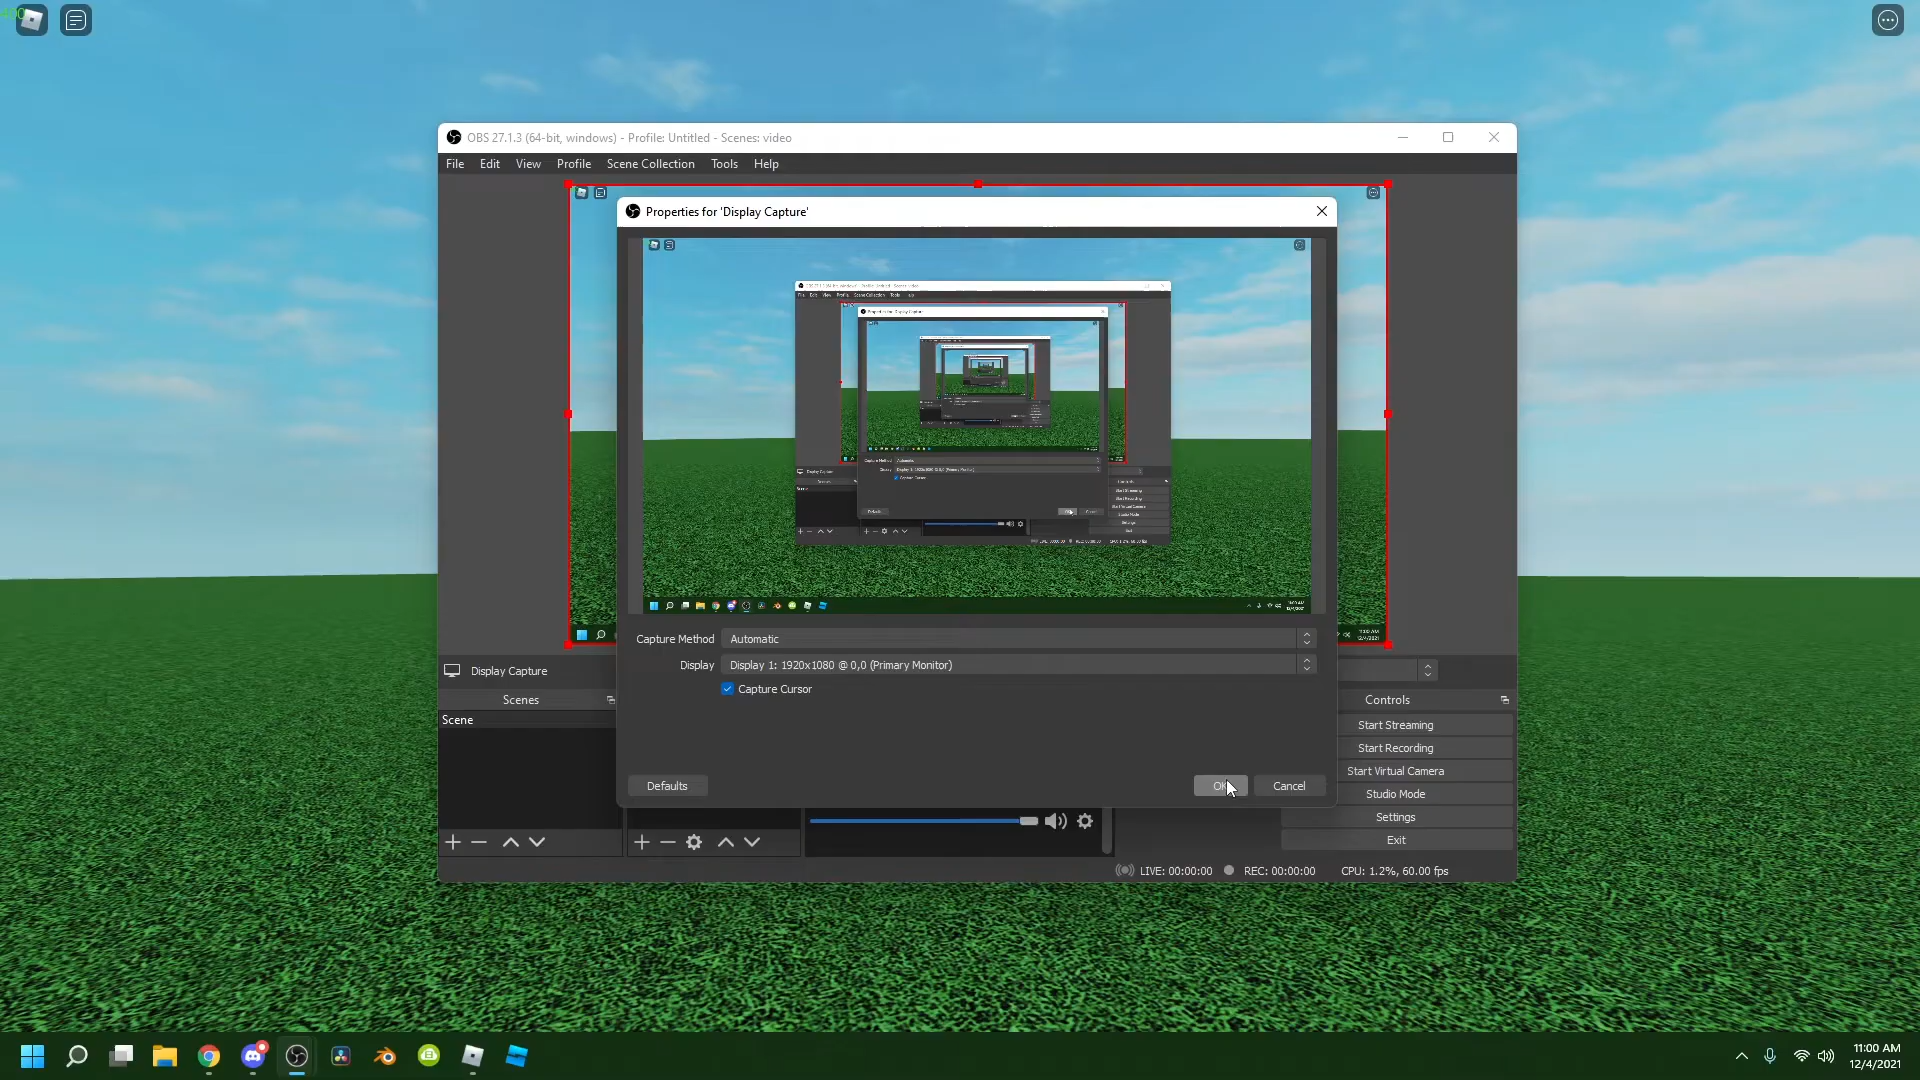 OBS 27.1.3 (64-bit, windows) - Profile: Untitled - Scenes: video
File Edit View Profile Scene Collection Tools Help
Properties for 'Display Capture'
Capture Method Automatic
Display Display 1: 1920x1080 @ 0,0 (Primary Monitor)
Capture Cursor
Defaults
OK
Cancel
Display Capture
Scenes
Scene
Controls
Start Streaming
Start Recording
Start Virtual Camera
Studio Mode
Settings
Exit
LIVE: 00:00:00 REC: 00:00:00 CPU: 1.2%, 60.00 fps
11:00 AM
12/4/2021